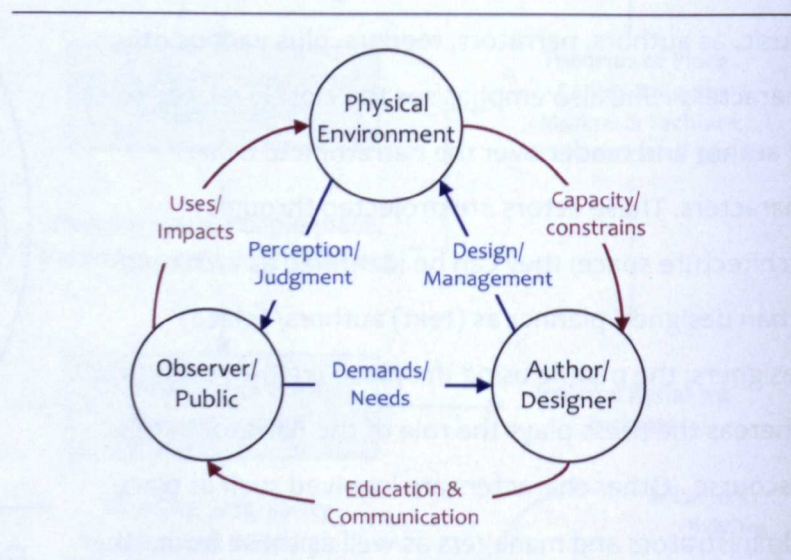 Physical
Environment
Uses/
Impacts
Capacity/
constrains
Perception/
Judgment
Design/
Management
Observer/
Public
Demands/
Needs
Author/
Designer
Education &
Communication